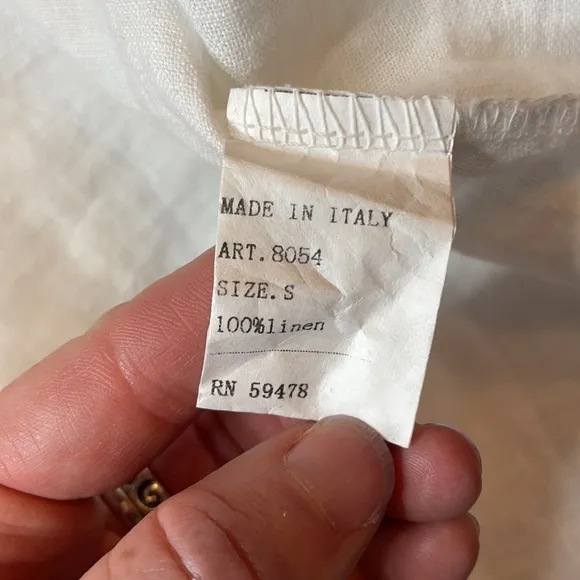 MADE IN ITALY
ART.8054
SIZE.S
100%linen
RN 59478